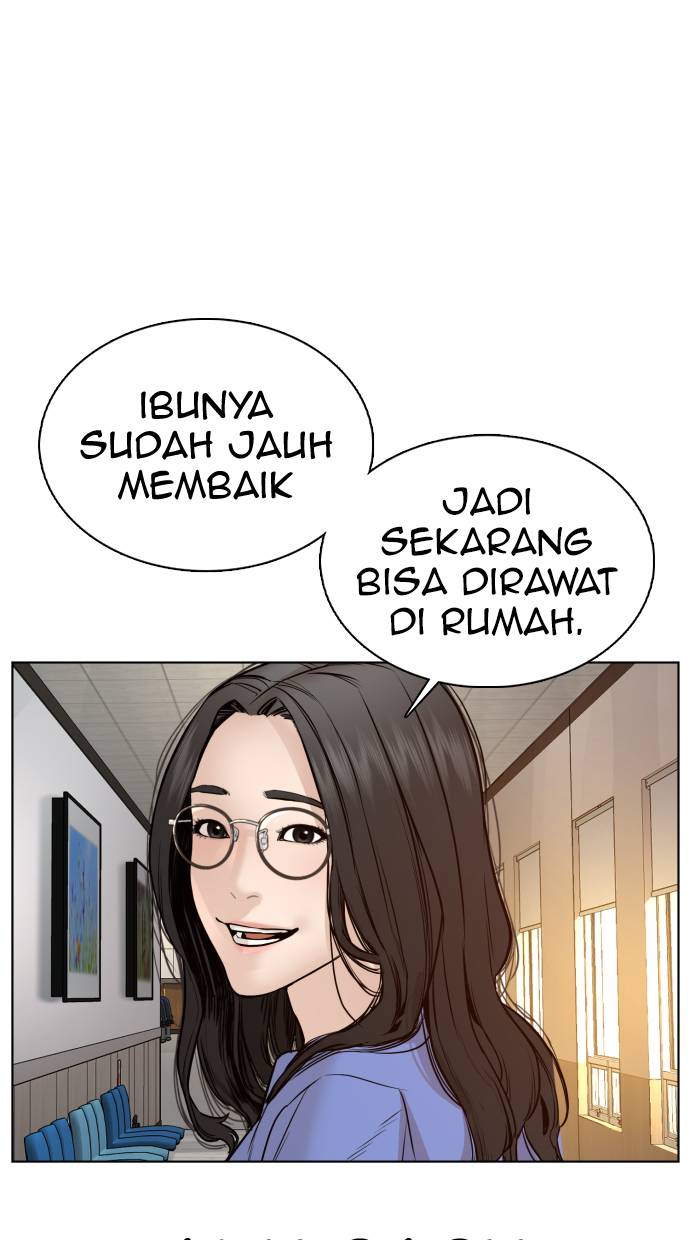 IBUNYA
SUDAH JAUH
MEMBAIK
JADI
SEKARANG
BISA DIRAWAT
DI RUMAH.